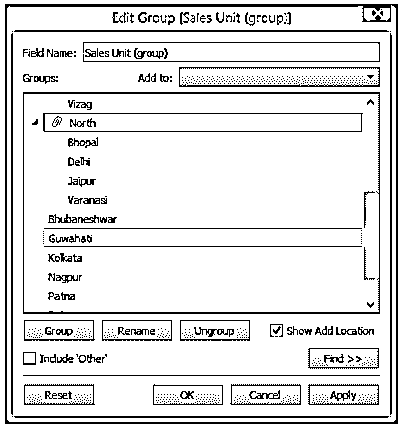 Edit Group [Sales Unit (group)]
Field Name: Sales Unit (group)
Groups: Add to:
Vizag
North
Bhopal
Delhi
Jaipur
Varanasi
Bhubaneshwar
Guwahati
Kolkata
Nagpur
Patna
Group Rename Ungroup Show Add Location
Include 'Other' Find >>
Reset OK Cancel Apply